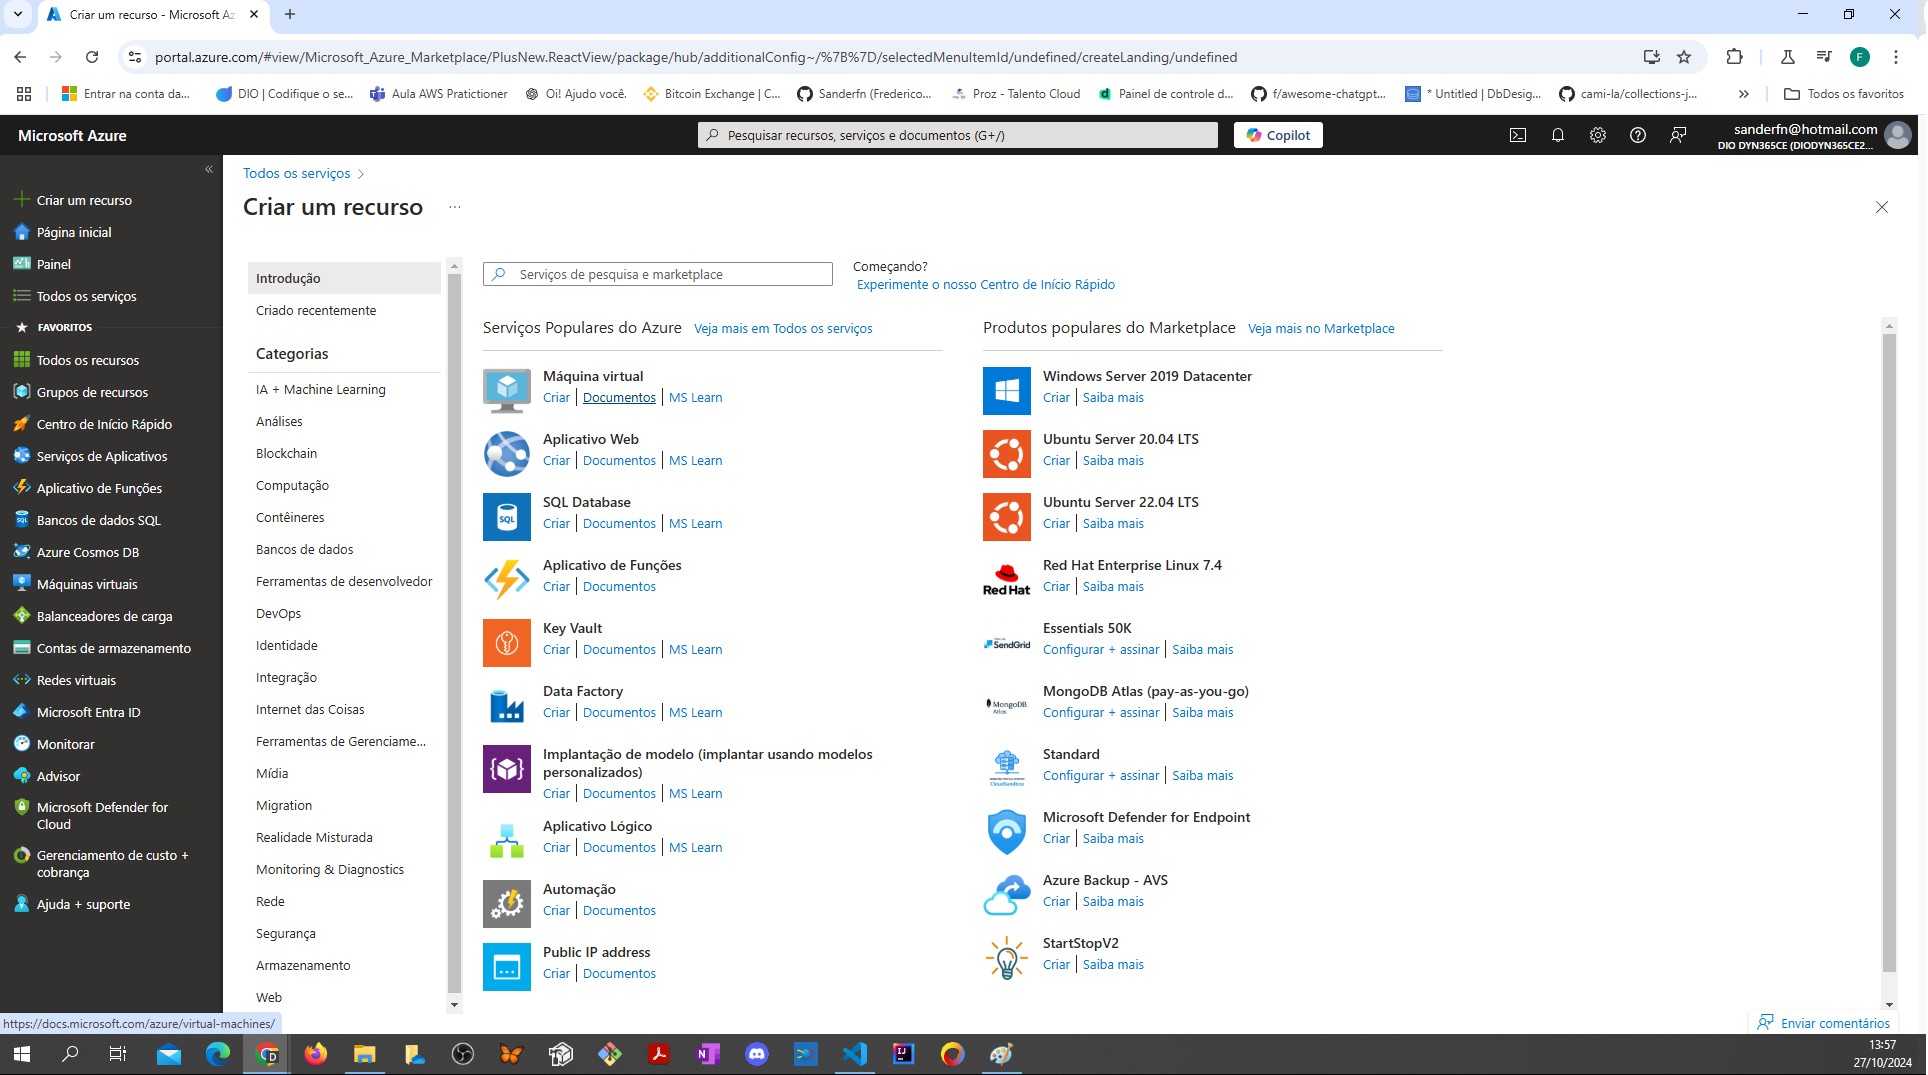 Criar um recurso - Microsoft Az
portal.azure.com/#view/Microsoft_Azure_Marketplace/PlusNew.ReactView/package/hub/additionalConfig~/%7B%7D/selectedMenuItemId/undefined/createLanding/undefined
F
Entrar na conta da...
DIO | Codifique o se...
Aula AWS Pratictioner
Oi! Ajudo você.
Bitcoin Exchange | C...
Sanderfn (Frederico...
Proz - Talento Cloud
Painel de controle d...
f/awesome-chatgpt...
* Untitled | DbDesig...
cami-la/collections-j...
Todos os favoritos
Microsoft Azure
Pesquisar recursos, serviços e documentos (G+/)
Copilot
sanderfn@hotmail.com
DIO DYN365CE (DIODYN365CE2...
Criar um recurso
Página inicial
Painel
Todos os serviços
FAVORITOS
Todos os recursos
Grupos de recursos
Centro de Início Rápido
Serviços de Aplicativos
Aplicativo de Funções
Bancos de dados SQL
Azure Cosmos DB
Máquinas virtuais
Balanceadores de carga
Contas de armazenamento
Redes virtuais
Microsoft Entra ID
Monitorar
Advisor
Microsoft Defender for
Cloud
Gerenciamento de custo +
cobrança
Ajuda + suporte
Todos os serviços
Criar um recurso ...
Introdução
Criado recentemente
Categorias
IA + Machine Learning
Análises
Blockchain
Computação
Contêineres
Bancos de dados
Ferramentas de desenvolvedor
DevOps
Identidade
Integração
Internet das Coisas
Ferramentas de Gerenciame...
Mídia
Migration
Realidade Misturada
Monitoring & Diagnostics
Rede
Segurança
Armazenamento
Web
Serviços de pesquisa e marketplace
Começando?
Experimente o nosso Centro de Início Rápido
Serviços Populares do Azure Veja mais em Todos os serviços
Máquina virtual
Criar | Documentos | MS Learn
Aplicativo Web
Criar | Documentos | MS Learn
SQL
SQL Database
Criar | Documentos | MS Learn
Aplicativo de Funções
Criar | Documentos
Key Vault
Criar | Documentos | MS Learn
Data Factory
Criar | Documentos | MS Learn
Implantação de modelo (implantar usando modelos
personalizados)
Criar | Documentos | MS Learn
Aplicativo Lógico
Criar | Documentos | MS Learn
Automação
Criar | Documentos
Public IP address
Criar | Documentos
Produtos populares do Marketplace Veja mais no Marketplace
Windows Server 2019 Datacenter
Criar | Saiba mais
Ubuntu Server 20.04 LTS
Criar | Saiba mais
Ubuntu Server 22.04 LTS
Criar | Saiba mais
Red Hat
Red Hat Enterprise Linux 7.4
Criar | Saiba mais
SendGrid
Essentials 50K
Configurar + assinar | Saiba mais
MongoDB.
Atlas
MongoDB Atlas (pay-as-you-go)
Configurar + assinar | Saiba mais
CloudSandbox
Standard
Configurar + assinar | Saiba mais
Microsoft Defender for Endpoint
Criar | Saiba mais
Azure Backup - AVS
Criar | Saiba mais
StartStopV2
Criar | Saiba mais
https://docs.microsoft.com/azure/virtual-machines/
Enviar comentários
13:57
27/10/2024